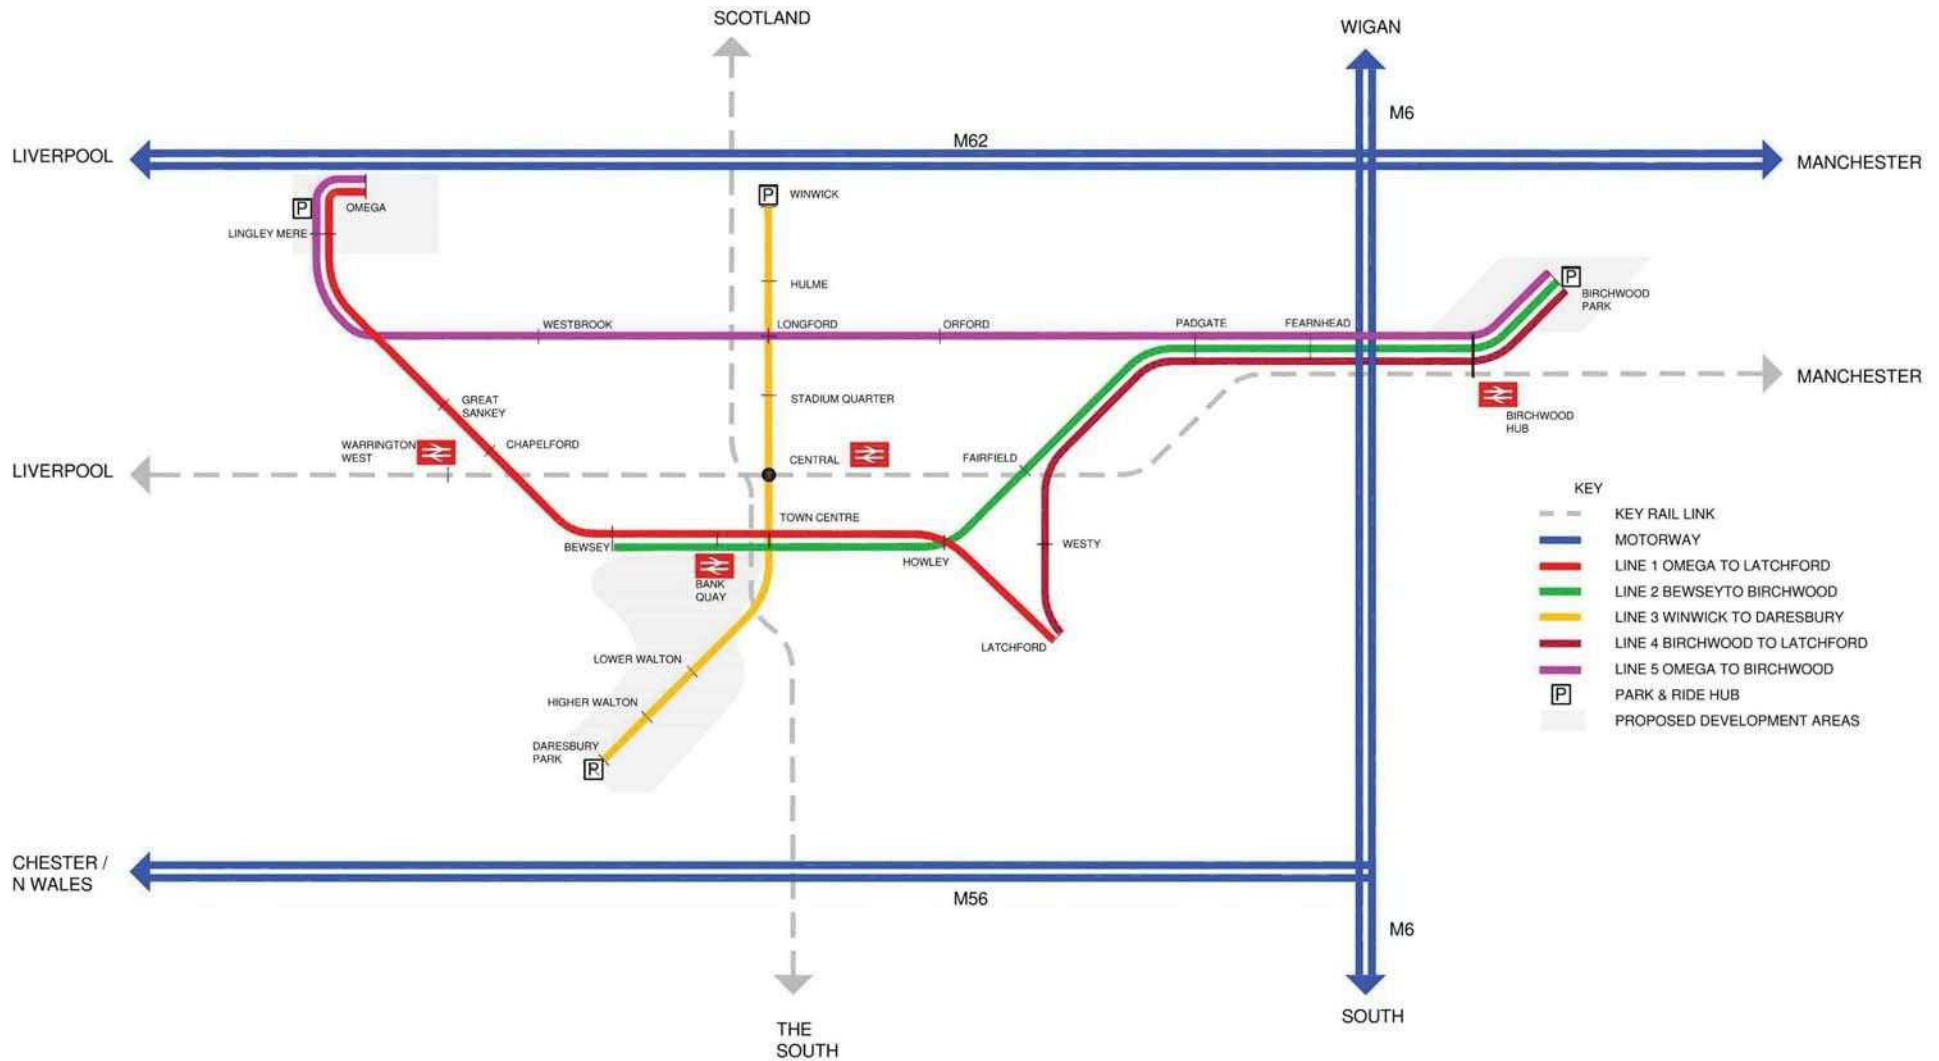 SCOTLAND
WIGAN
M6
M62
LIVERPOOL
MANCHESTER
P
WINWICK
P
OMEGA
LINGLEY MERE
HULME
P
BIRCHWOOD
PARK
WESTBROOK
LONGFORD
ORFORD
PADGATE
FEARNHEAD
MANCHESTER
GREAT
SANKEY
STADIUM QUARTER
BIRCHWOOD
HUB
WARRINGTON
WEST
CHAPELFORD
CENTRAL
FAIRFIELD
LIVERPOOL
TOWN CENTRE
BEWSEY
HOWLEY
WESTY
BANK
QUAY
LATCHFORD
LOWER WALTON
HIGHER WALTON
DARESBURY
PARK
P
KEY
KEY RAIL LINK
MOTORWAY
LINE 1 OMEGA TO LATCHFORD
LINE 2 BEWSEYTO BIRCHWOOD
LINE 3 WINWICK TO DARESBURY
LINE 4 BIRCHWOOD TO LATCHFORD
LINE 5 OMEGA TO BIRCHWOOD
P
PARK & RIDE HUB
PROPOSED DEVELOPMENT AREAS
CHESTER /
N WALES
M56
M6
SOUTH
THE
SOUTH